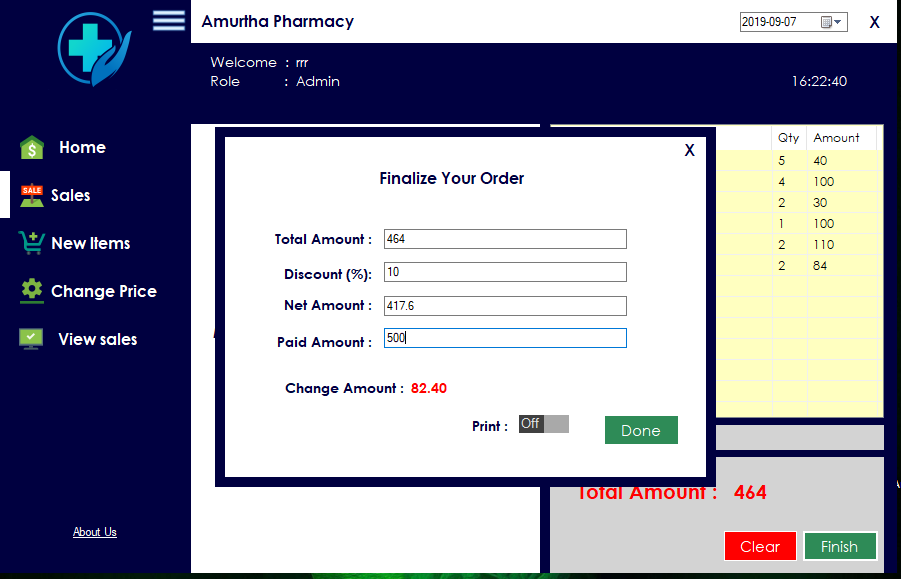 Amurtha Pharmacy
2019-09-07
X
Welcome : rrr
Role : Admin
16:22:40
Home
SALE
Sales
New Items
Change Price
View sales
About Us
X
Finalize Your Order
Total Amount : 464
Discount (%): 10
Net Amount : 417.6
Paid Amount : 500
Change Amount : 82.40
Print : Off
Done
Qty Amount
5 40
4 100
2 30
1 100
2 110
2 84
Total Amount : 464
Clear Finish